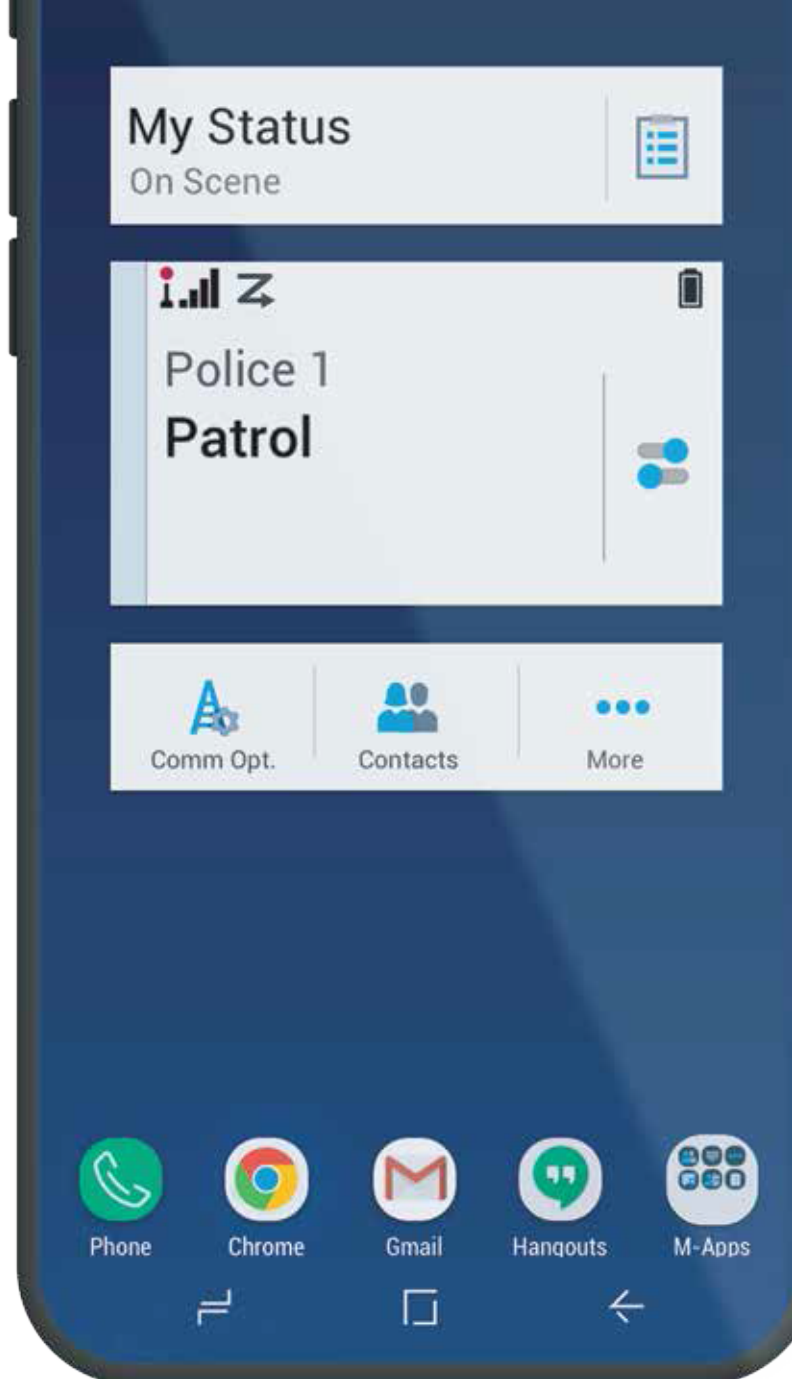 My Status
On Scene
Police 1
Patrol
Comm Opt.
Contacts
More
Phone
Chrome
Gmail
Hangouts
M-Apps